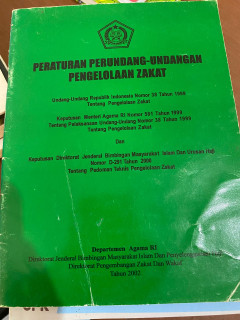 PERATURAN PERUNDANG-UNDANGAN
PENGELOLAAN ZAKAT
Undang-Undang Republik Indonesia Nomor 38 Tahun 1999
Tentang Pengelolaan Zakat
Keputusan Menteri Agama RI Nomor 581 Tahun 1999
Tentang Pelaksanaan Undang-Undang Nomor 38 Tahun 1999
Tentang Pengelolaan Zakat
Dan
Keputusan Direktorat Jenderal Bimbingan Masyarakat Islam Dan Urusan Haji
Nomor D-291 Tahun 2000
Tentang Pedoman Teknis Pengelolaan Zakat
Departemen Agama RI
Direktorat Jenderal Bimbingan Masyarakat Islam Dan Penyelenggaraan Haji
Direktorat Pengembangan Zakat Dan Wakaf
Tahun 2002